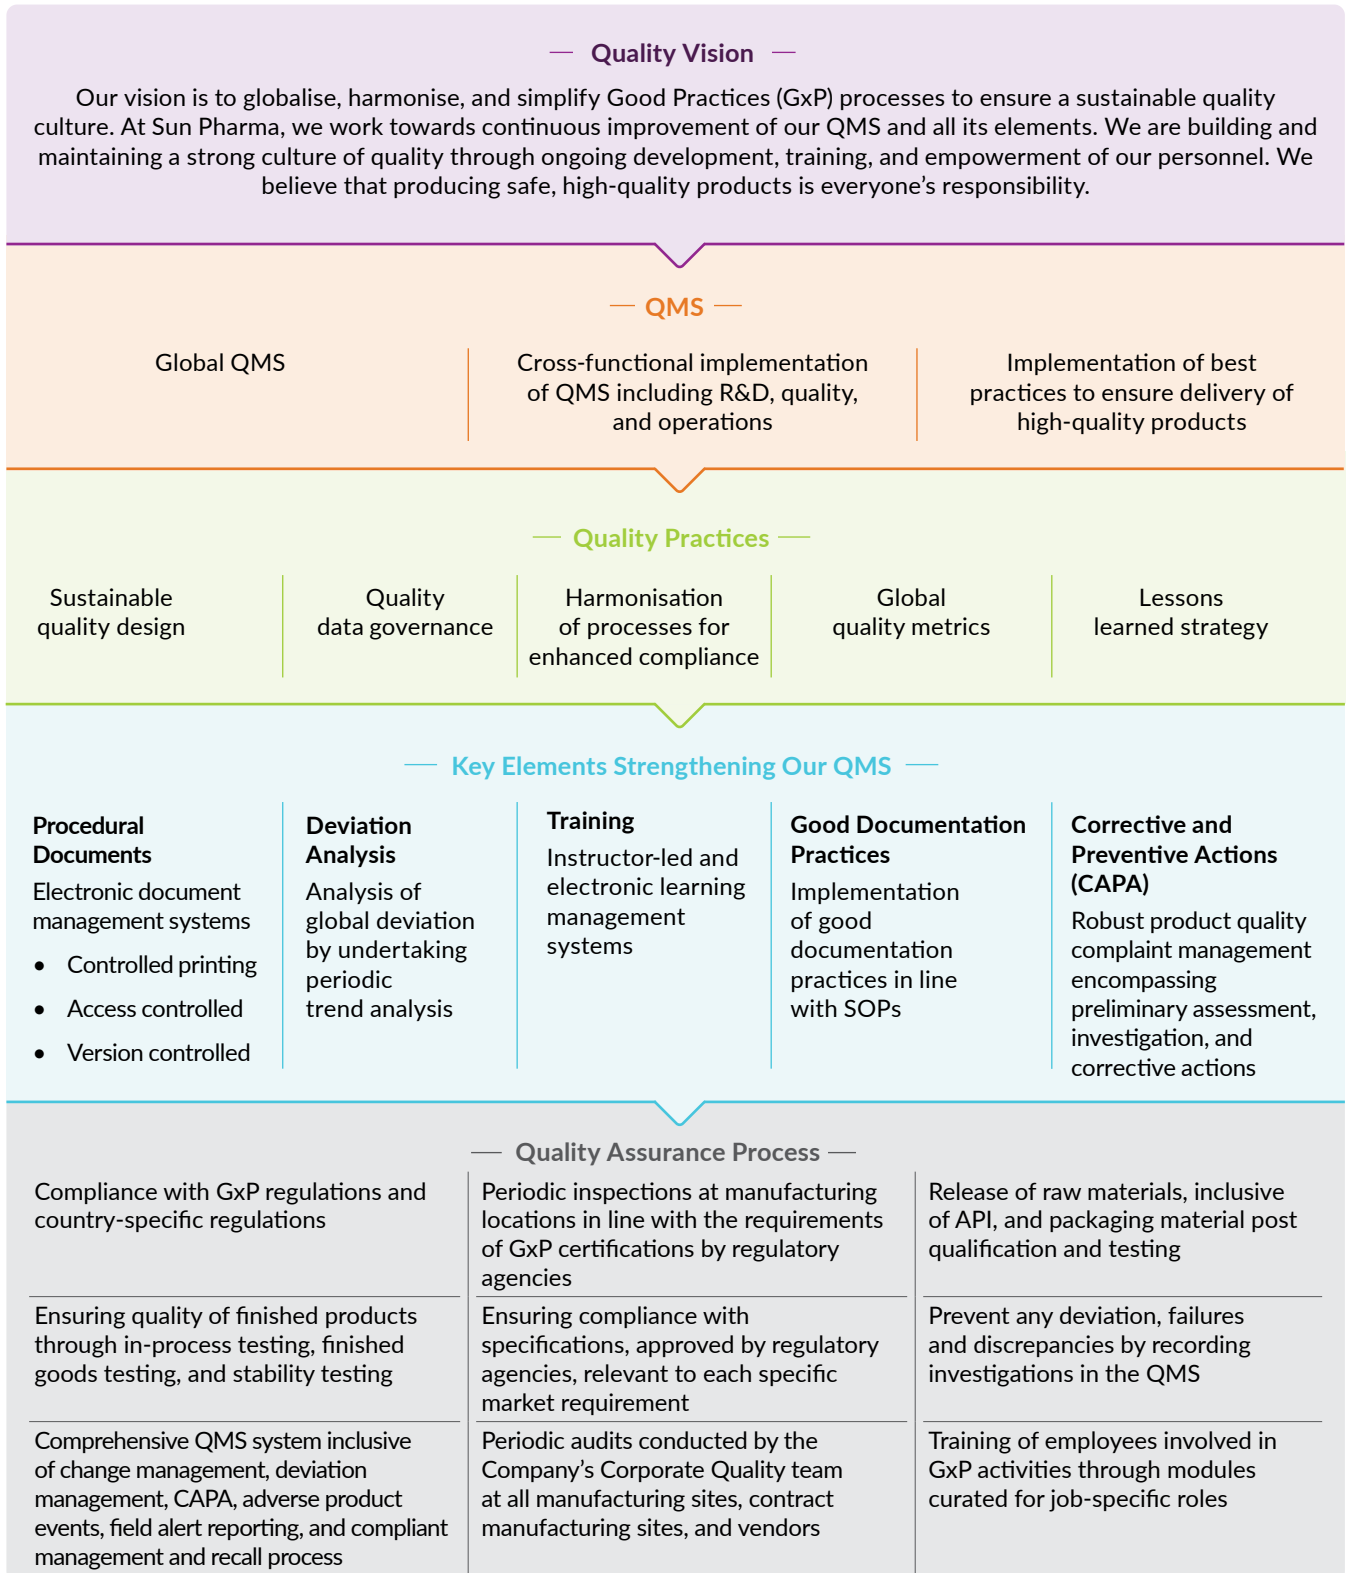 Quality Vision
Our vision is to globalise, harmonise, and simplify Good Practices (GxP) processes to ensure a sustainable quality
culture. At Sun Pharma, we work towards continuous improvement of our QMS and all its elements. We are building and
maintaining a strong culture of quality through ongoing development, training, and empowerment of our personnel. We
believe that producing safe, high-quality products is everyone’s responsibility.
QMS
Global QMS
Cross-functional implementation
of QMS including R&D, quality,
and operations
Implementation of best
practices to ensure delivery of
high-quality products
Quality Practices
Sustainable
quality design
Quality
data governance
Harmonisation
of processes for
enhanced compliance
Global
quality metrics
Lessons
learned strategy
Key Elements Strengthening Our QMS
Procedural
Documents
Electronic document
management systems
• Controlled printing
• Access controlled
• Version controlled
Deviation
Analysis
Analysis of
global deviation
by undertaking
periodic
trend analysis
Training
Instructor-led and
electronic learning
management
systems
Good Documentation
Practices
Implementation
of good
documentation
practices in line
with SOPs
Corrective and
Preventive Actions
(CAPA)
Robust product quality
complaint management
encompassing
preliminary assessment,
investigation, and
corrective actions
Quality Assurance Process
Compliance with GxP regulations and
country-specific regulations
Periodic inspections at manufacturing
locations in line with the requirements
of GxP certifications by regulatory
agencies
Release of raw materials, inclusive
of API, and packaging material post
qualification and testing
Ensuring quality of finished products
through in-process testing, finished
goods testing, and stability testing
Ensuring compliance with
specifications, approved by regulatory
agencies, relevant to each specific
market requirement
Prevent any deviation, failures
and discrepancies by recording
investigations in the QMS
Comprehensive QMS system inclusive
of change management, deviation
management, CAPA, adverse product
events, field alert reporting, and compliant
management and recall process
Periodic audits conducted by the
Company’s Corporate Quality team
at all manufacturing sites, contract
manufacturing sites, and vendors
Training of employees involved in
GxP activities through modules
curated for job-specific roles